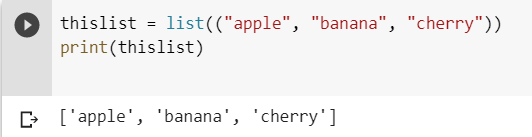 thislist = list(("apple", "banana", "cherry"))
print(thislist)
['apple', 'banana', 'cherry']